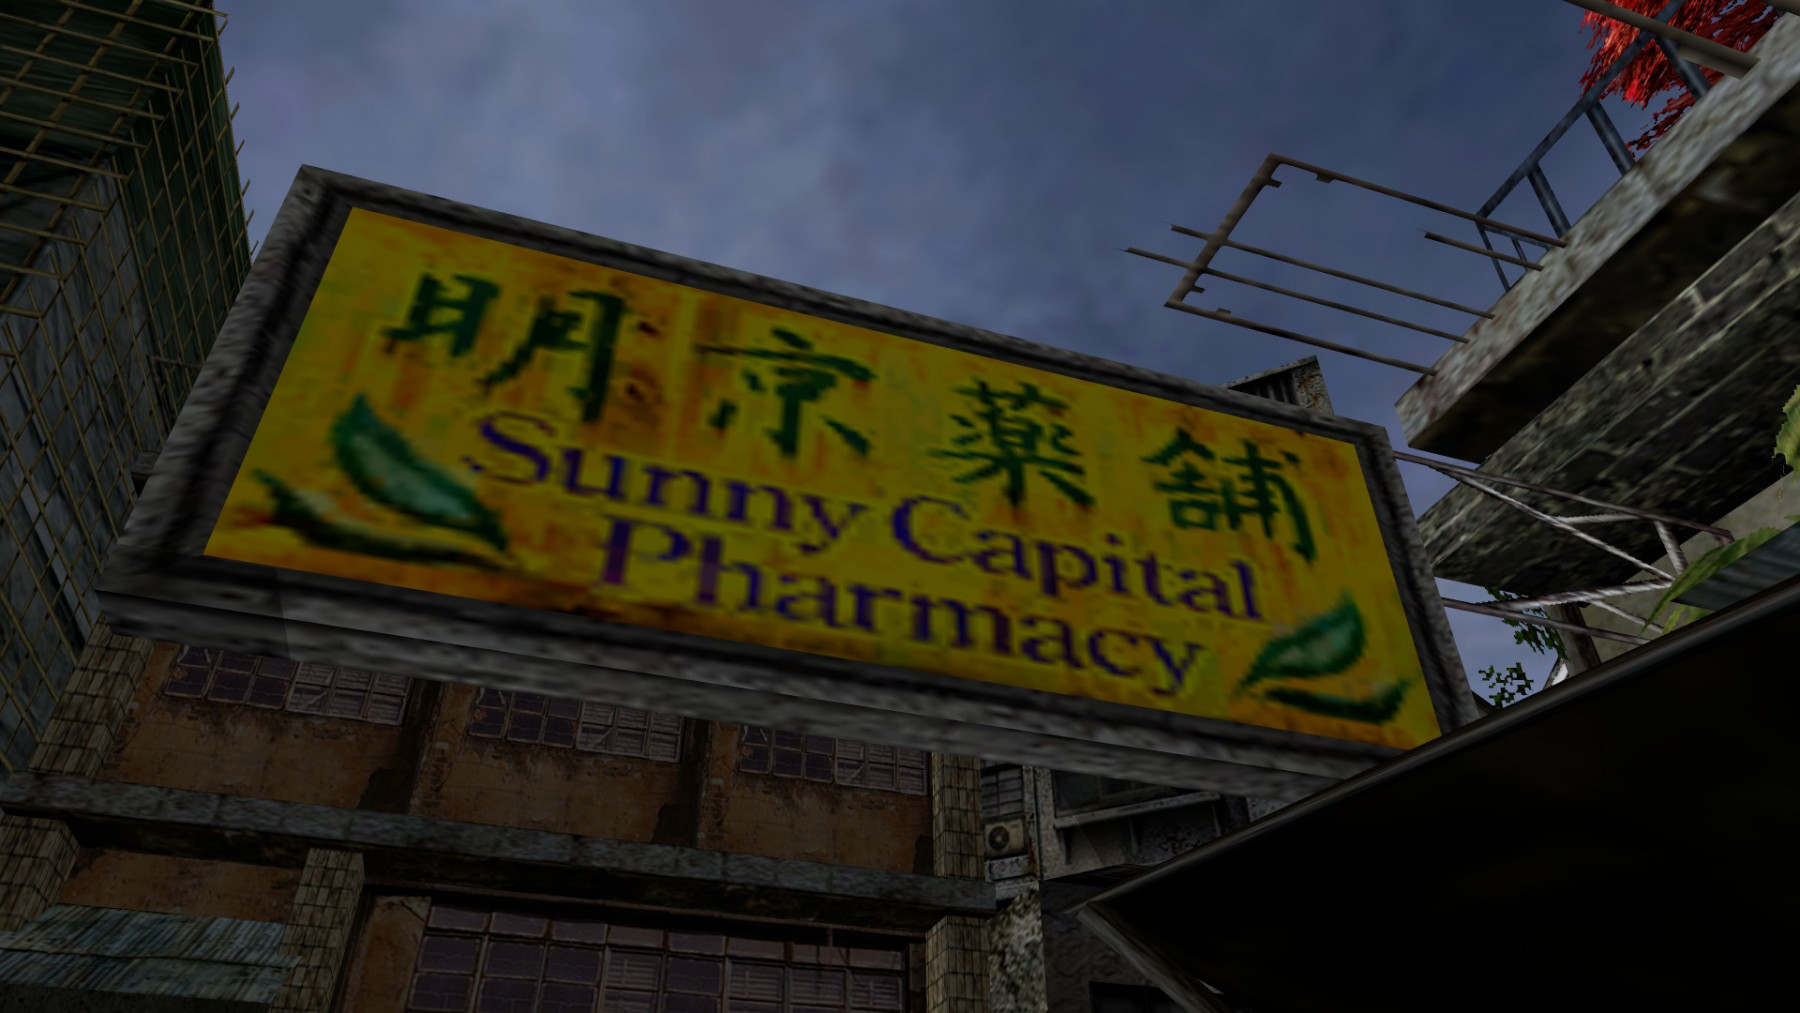 明京藥舖
Sunny Capital
Pharmacy